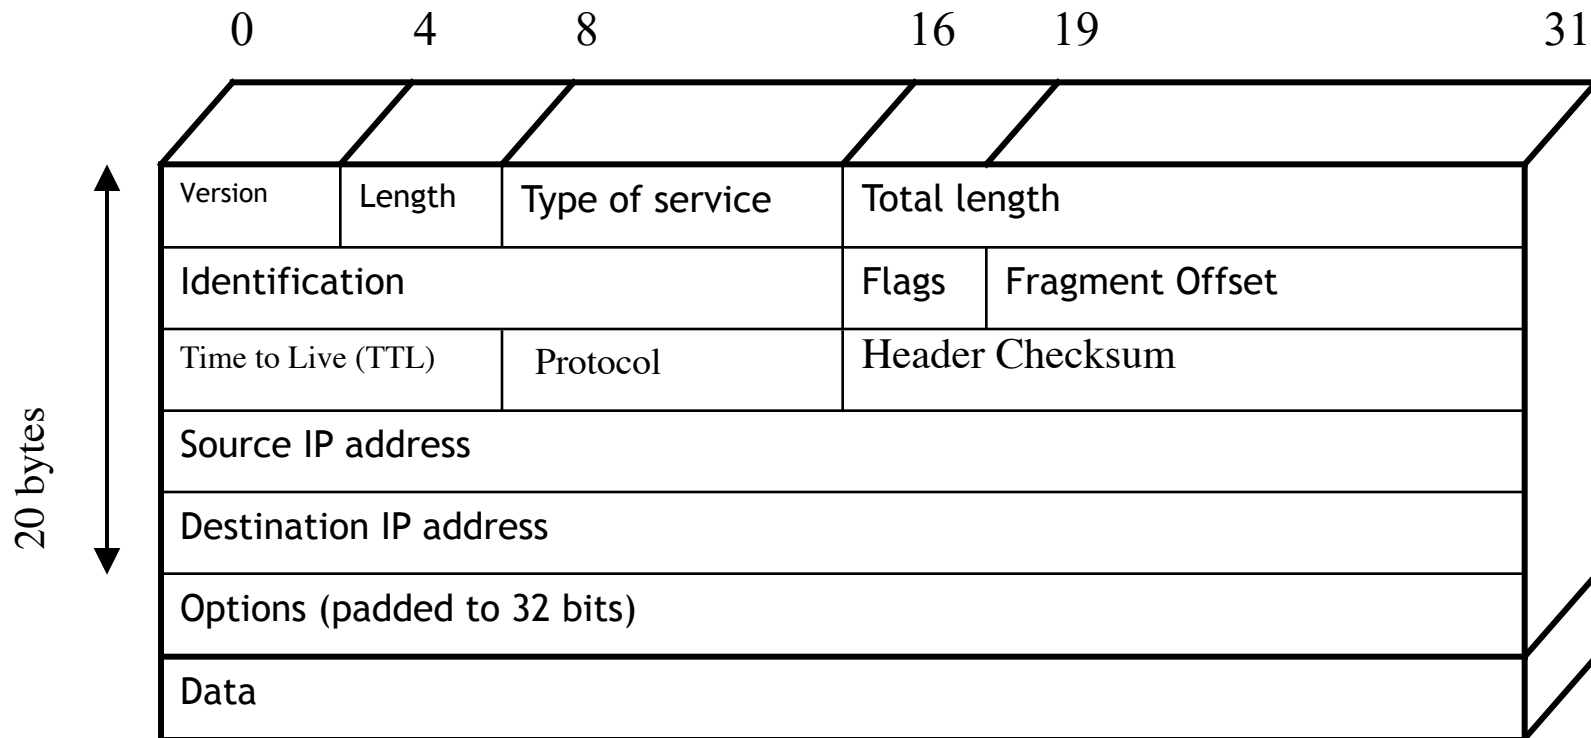 0 4 8 16 19 31
Version Length Type of service Total length
Identification Flags Fragment Offset
Time to Live (TTL) Protocol Header Checksum
Source IP address
20 bytes
Destination IP address
Options (padded to 32 bits)
Data